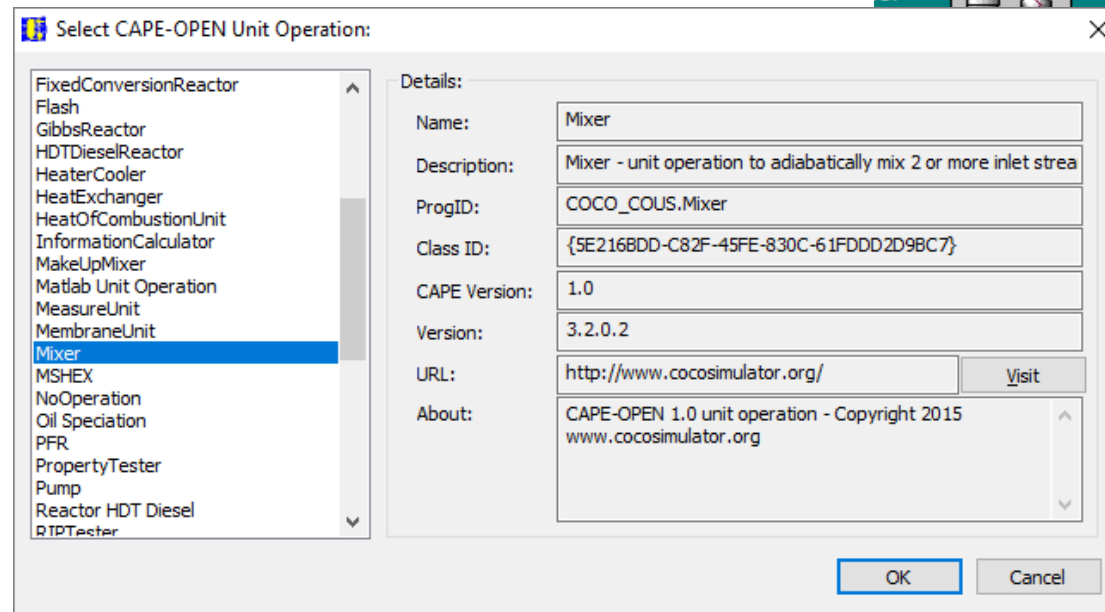 Select CAPE-OPEN Unit Operation:
FixedConversionReactor
Flash
GibbsReactor
HDTDieselReactor
HeaterCooler
HeatExchanger
HeatOfCombustionUnit
InformationCalculator
MakeUpMixer
Matlab Unit Operation
MeasureUnit
MembraneUnit
Mixer
MSHEX
NoOperation
Oil Speciation
PFR
PropertyTester
Pump
Reactor HDT Diesel
RIPTester
Details:
Name: Mixer
Description: Mixer - unit operation to adiabatically mix 2 or more inlet strea
ProgID: COCO_COUS.Mixer
Class ID: {5E216BDD-C82F-45FE-830C-61FDDD2D9BC7}
CAPE Version: 1.0
Version: 3.2.0.2
URL: http://www.cocosimulator.org/ Visit
About: CAPE-OPEN 1.0 unit operation - Copyright 2015
www.cocosimulator.org
OK Cancel